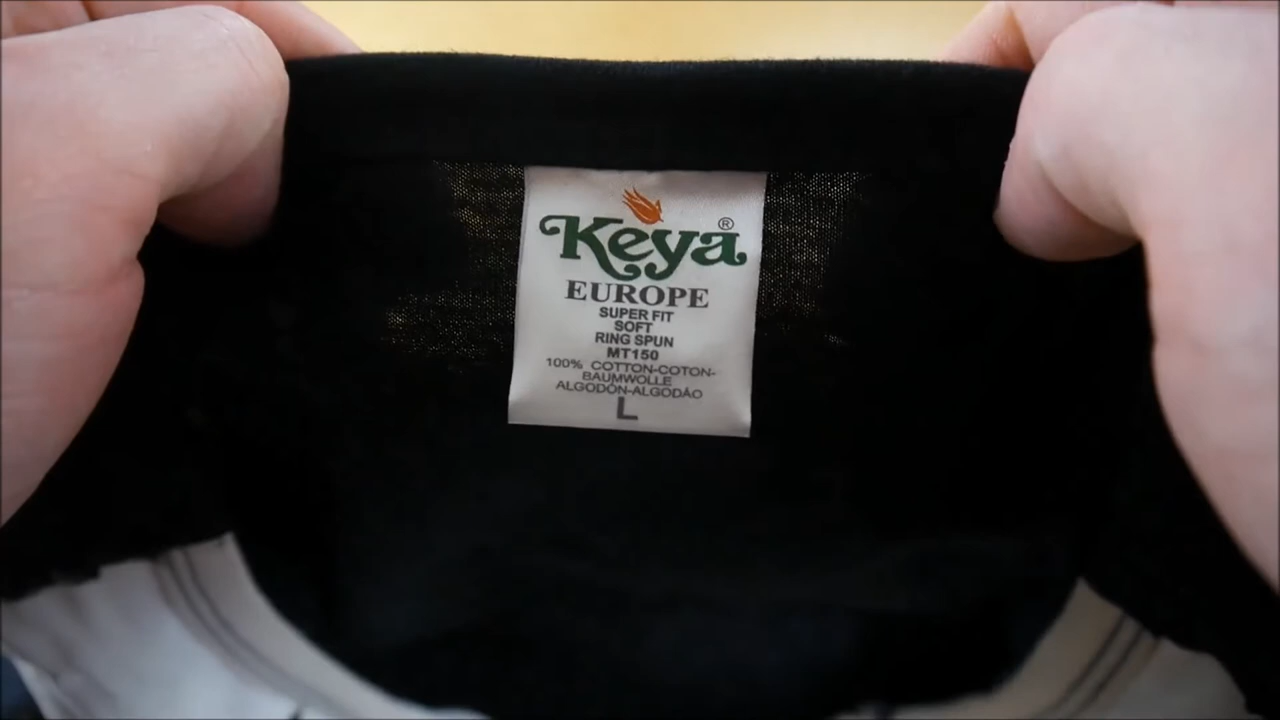 Keya®
EUROPE
SUPER FIT
SOFT
RING SPUN
MT150
100% COTTON-COTON-
BAUMWOLLE
ALGODÓN-ALGODÃO
L